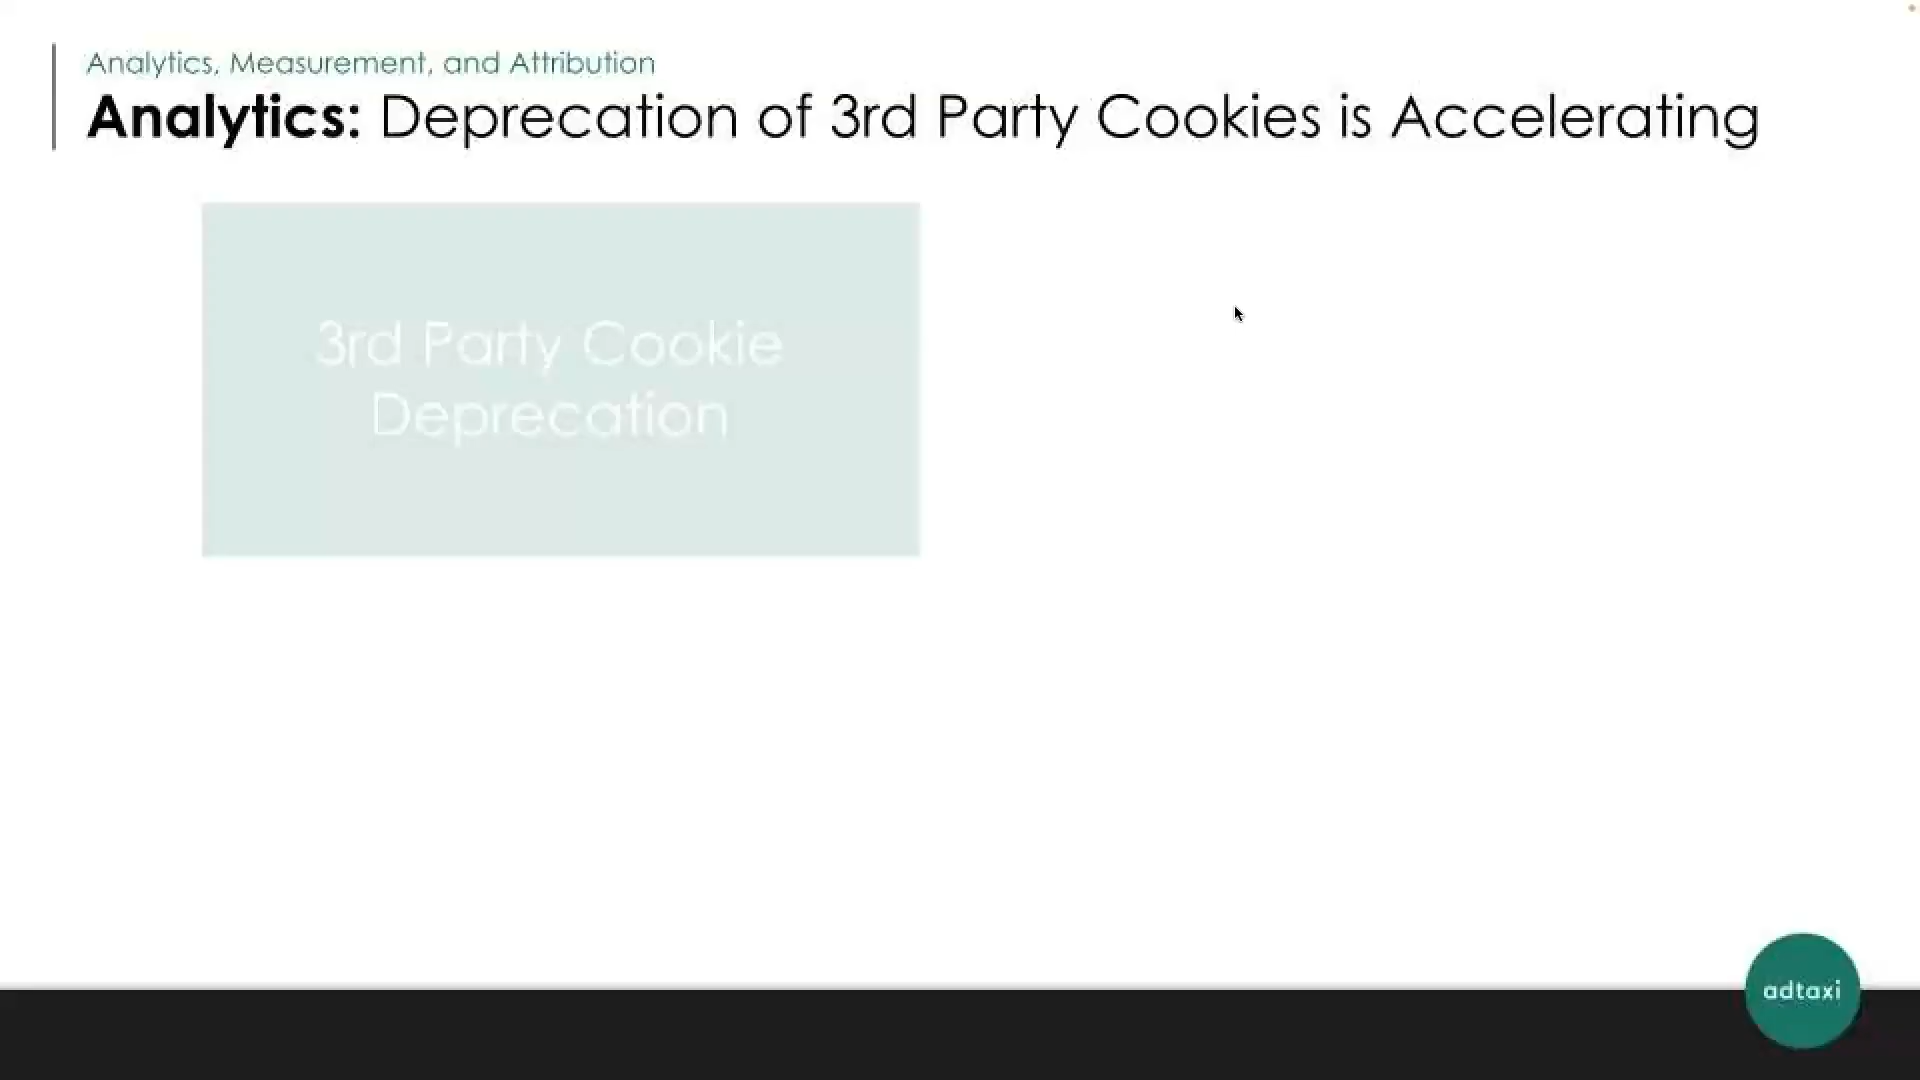 Analytics, Measurement, and Attribution
Analytics: Deprecation of 3rd Party Cookies is Accelerating
3rd Party Cookie
Deprecation
adtaxi